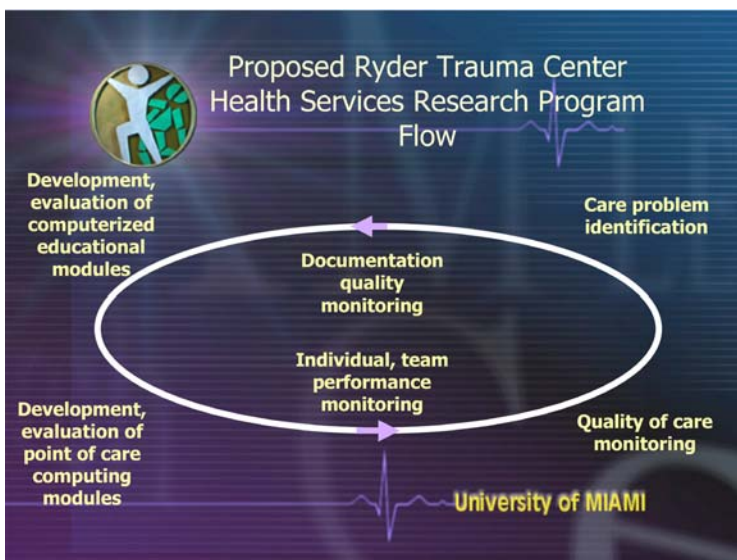 Proposed Ryder Trauma Center
Health Services Research Program
Flow
Development,
evaluation of
computerized
educational
modules
Care problem
identification
Documentation
quality
monitoring
Individual, team
performance
monitoring
Development,
evaluation of
point of care
computing
modules
Quality of care
monitoring
University of MIAMI